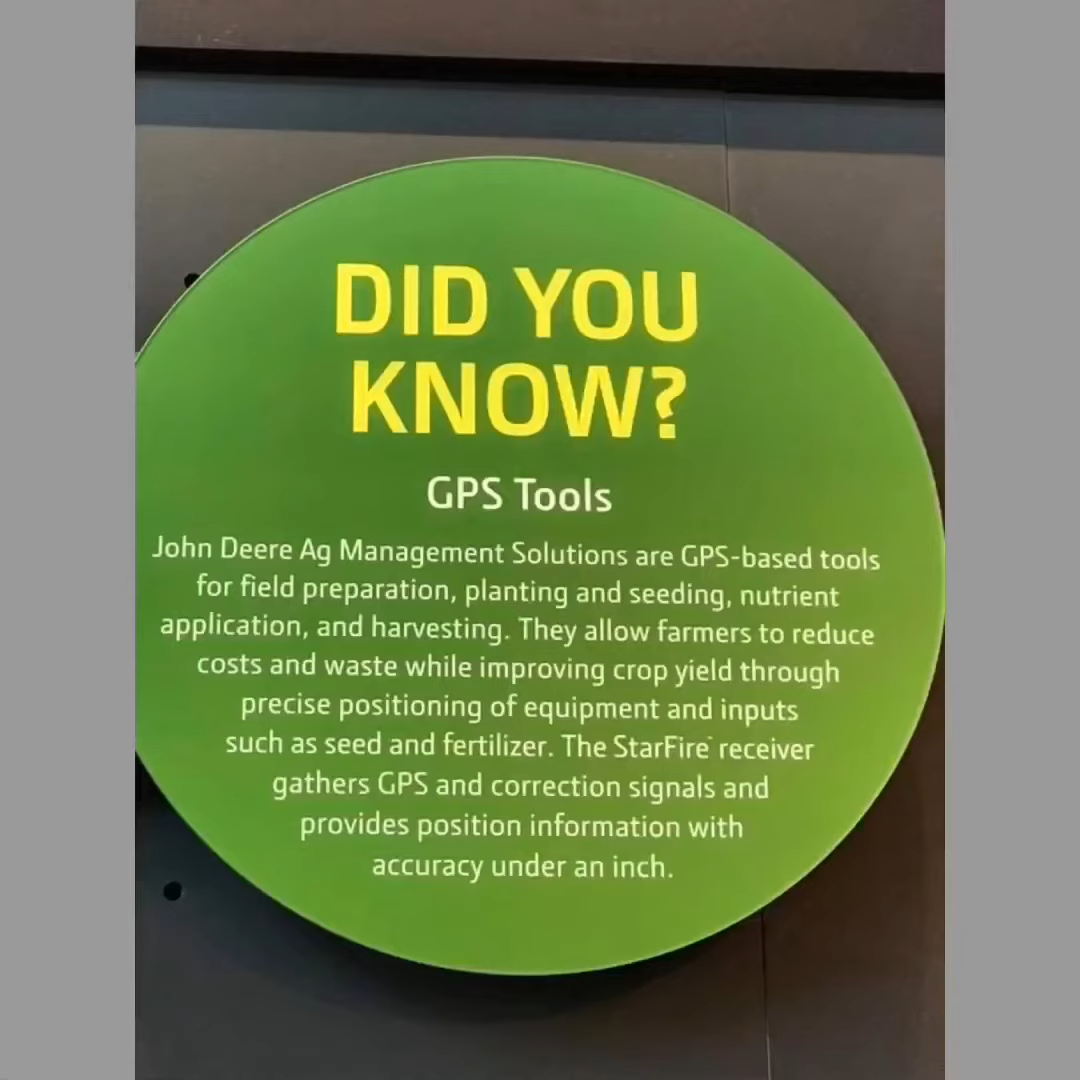 DID YOU
KNOW?
GPS Tools
John Deere Ag Management Solutions are GPS-based tools
for field preparation, planting and seeding, nutrient
application, and harvesting. They allow farmers to reduce
costs and waste while improving crop yield through
precise positioning of equipment and inputs
such as seed and fertilizer. The StarFire™ receiver
gathers GPS and correction signals and
provides position information with
accuracy under an inch.